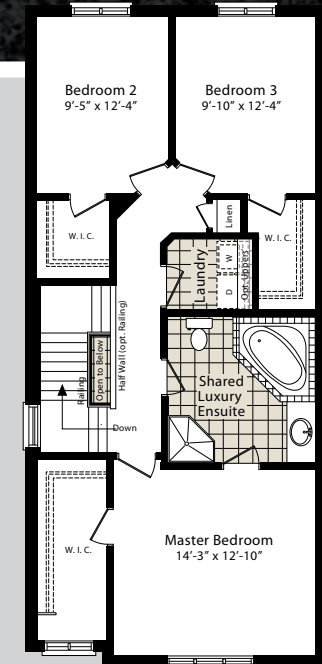 Bedroom 2
9'-5" x 12'-4"
Bedroom 3
9'-10" x 12'-4"
W. I. C.
Linen
W. I. C.
Laundry
W
D
Opt. Uppers
Half Wall (opt. Railing)
Open to Below
Railing
Down
Shared
Luxury
Ensuite
W. I. C.
Master Bedroom
14'-3" x 12'-10"